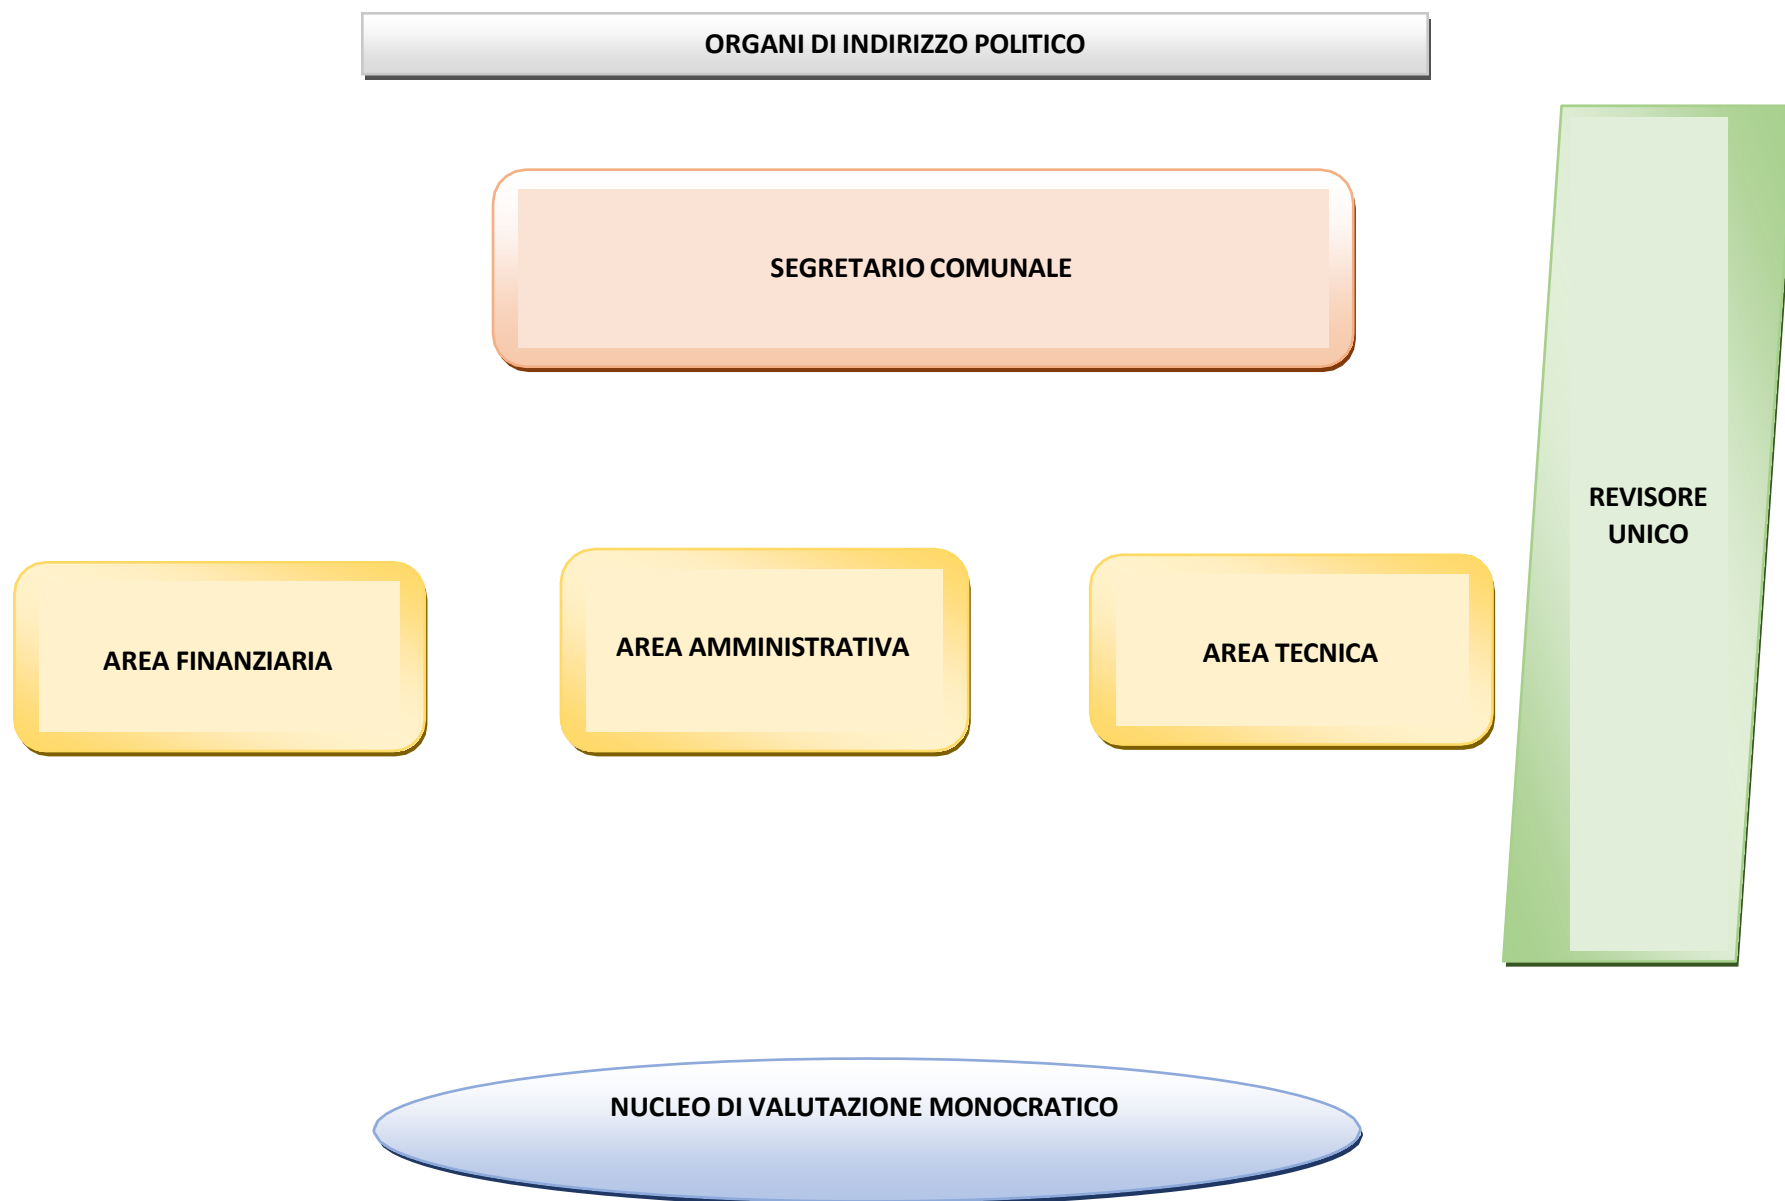 ORGANI DI INDIRIZZO POLITICO
SEGRETARIO COMUNALE
REVISORE
UNICO
AREA FINANZIARIA
AREA AMMINISTRATIVA
AREA TECNICA
NUCLEO DI VALUTAZIONE MONOCRATICO